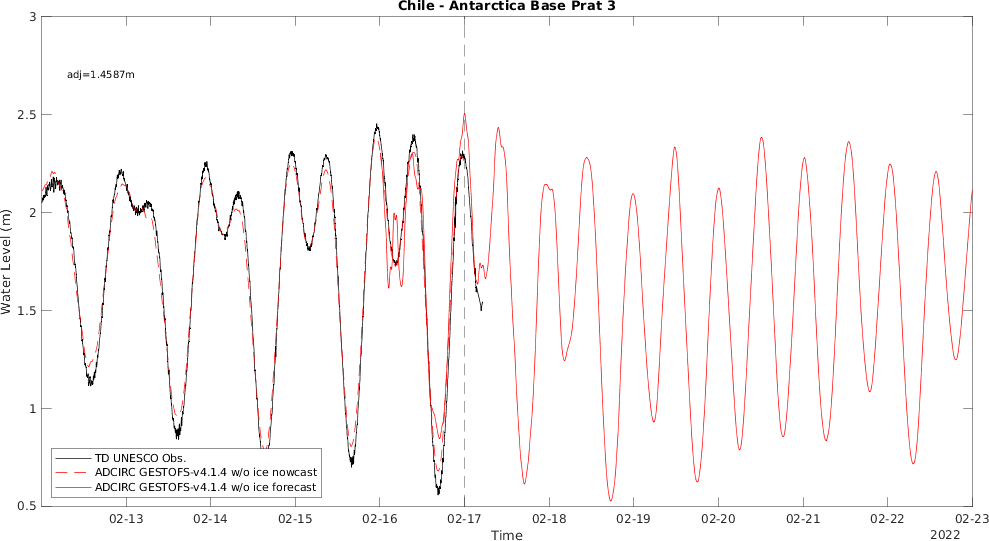 Chile - Antarctica Base Prat 3
3
adj=1.4587m
2.5
2
Water Level (m)
1.5
1
0.5
TD UNESCO Obs.
ADCIRC GESTOFS-v4.1.4 w/o ice nowcast
ADCIRC GESTOFS-v4.1.4 w/o ice forecast
02-13 02-14 02-15 02-16 02-17 02-18 02-19 02-20 02-21 02-22 02-23
Time
2022